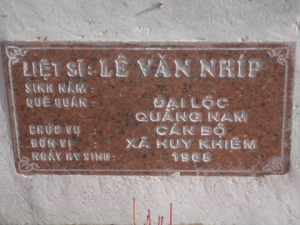 LIỆT SĨ: LÊ VĂN NHÍP
SINH NĂM :
QUÊ QUÁN : ĐẠI LỘC
QUẢNG NAM
CHỨC VỤ : CÁN BỘ
ĐƠN VỊ : XÃ HUY KHIÊM
NGÀY HY SINH: 1968